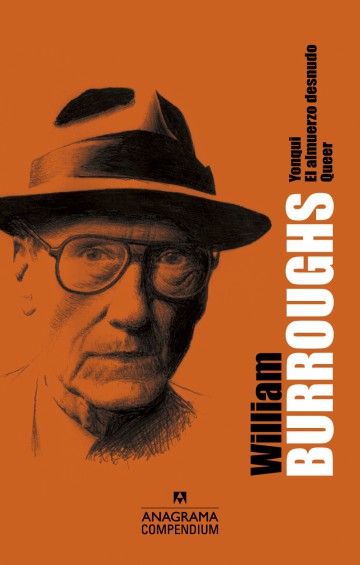 William
BURROUGHS
Yonqui
El almuerzo desnudo
Queer
ANAGRAMA
COMPENDIUM